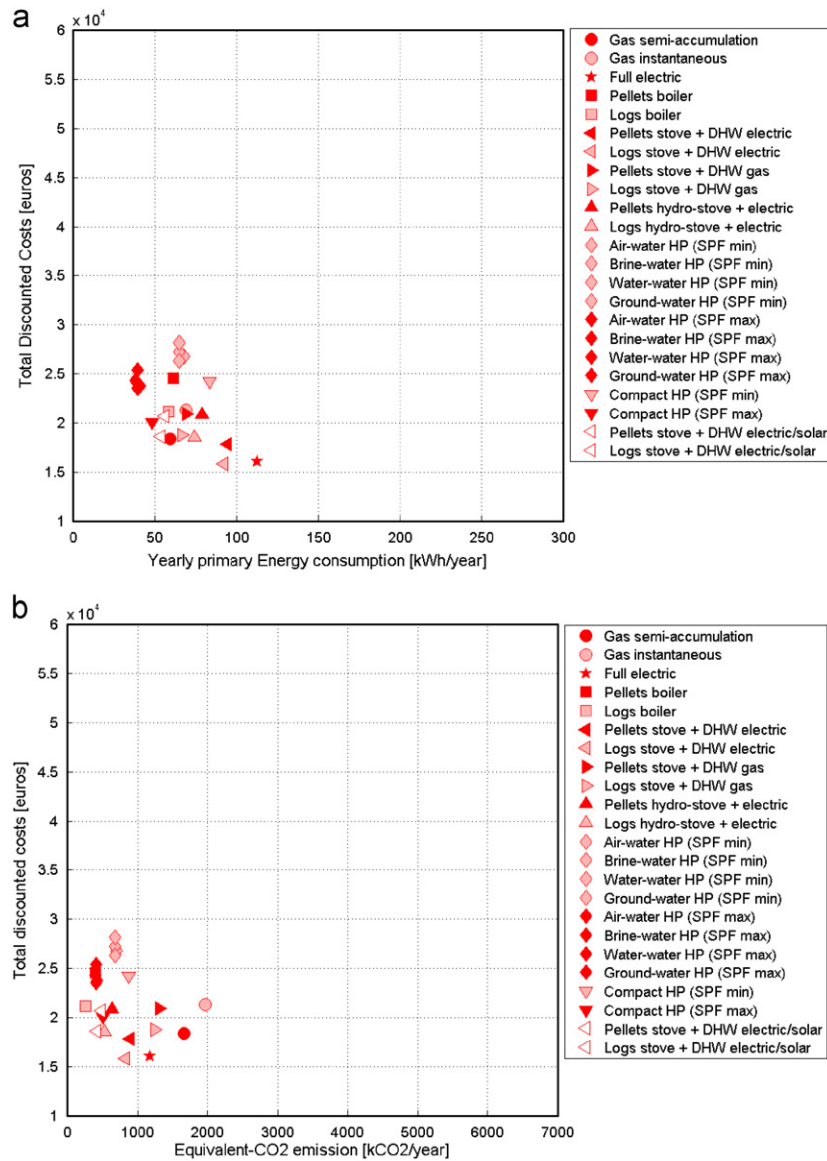 a
x 10⁴
6
5.5
5
4.5
4
3.5
3
2.5
2
1.5
1
Total Discounted Costs [euros]
0 50 100 150 200 250 300
Yearly primary Energy consumption [kWh/year]
Gas semi-accumulation
Gas instantaneous
Full electric
Pellets boiler
Logs boiler
Pellets stove + DHW electric
Logs stove + DHW electric
Pellets stove + DHW gas
Logs stove + DHW gas
Pellets hydro-stove + electric
Logs hydro-stove + electric
Air-water HP (SPF min)
Brine-water HP (SPF min)
Water-water HP (SPF min)
Ground-water HP (SPF min)
Air-water HP (SPF max)
Brine-water HP (SPF max)
Water-water HP (SPF max)
Ground-water HP (SPF max)
Compact HP (SPF min)
Compact HP (SPF max)
Pellets stove + DHW electric/solar
Logs stove + DHW electric/solar
b
x 10⁴
6
5.5
5
4.5
4
3.5
3
2.5
2
1.5
1
Total discounted costs [euros]
0 1000 2000 3000 4000 5000 6000 7000
Equivalent-CO2 emission [kCO2/year]
Gas semi-accumulation
Gas instantaneous
Full electric
Pellets boiler
Logs boiler
Pellets stove + DHW electric
Logs stove + DHW electric
Pellets stove + DHW gas
Logs stove + DHW gas
Pellets hydro-stove + electric
Logs hydro-stove + electric
Air-water HP (SPF min)
Brine-water HP (SPF min)
Water-water HP (SPF min)
Ground-water HP (SPF min)
Air-water HP (SPF max)
Brine-water HP (SPF max)
Water-water HP (SPF max)
Ground-water HP (SPF max)
Compact HP (SPF min)
Compact HP (SPF max)
Pellets stove + DHW electric/solar
Logs stove + DHW electric/solar